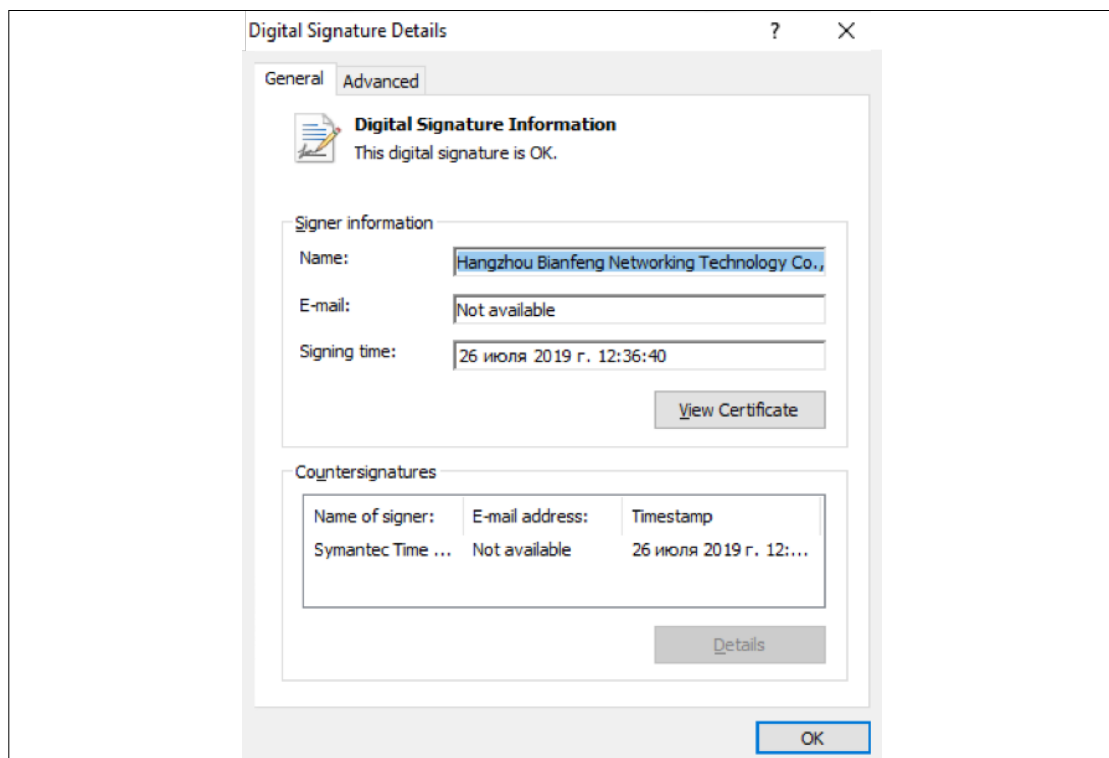 Digital Signature Details
General Advanced
Digital Signature Information
This digital signature is OK.
Signer information
Name: Hangzhou Bianfeng Networking Technology Co.,
E-mail: Not available
Signing time: 26 июля 2019 г. 12:36:40
View Certificate
Countersignatures
Name of signer: E-mail address: Timestamp
Symantec Time ... Not available 26 июля 2019 г. 12:...
Details
OK